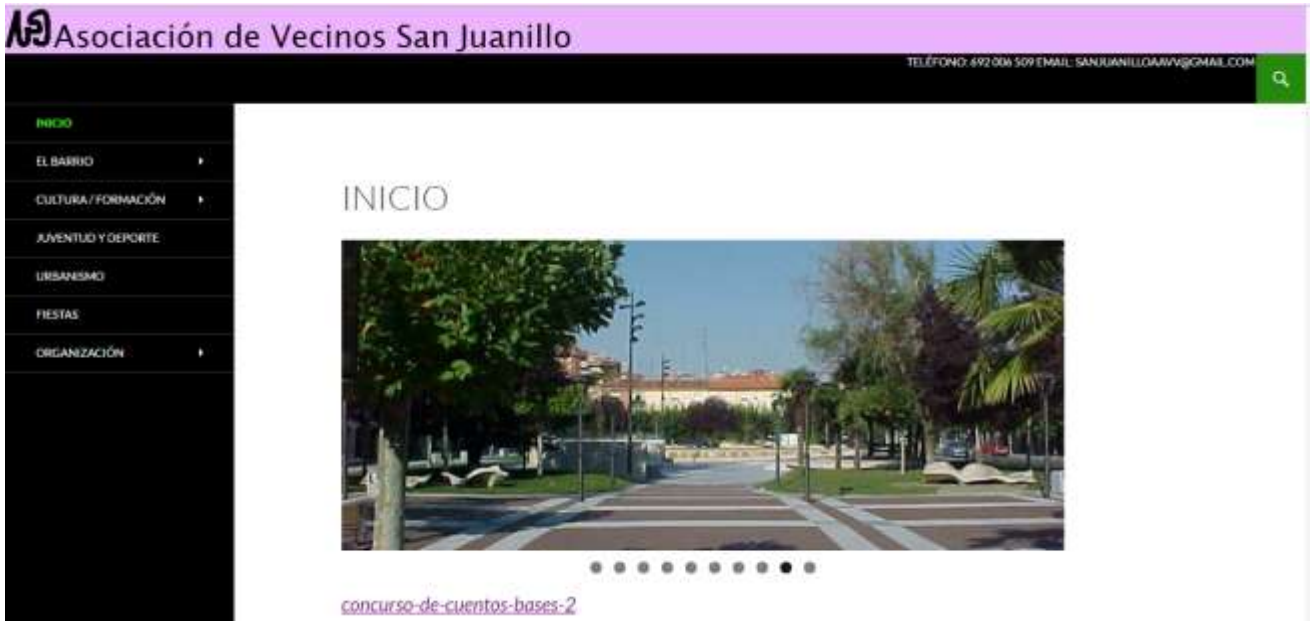 Asociación de Vecinos San Juanillo
TELÉFONO: 692 006 509 EMAIL: SANJUANILLOAAVV@GMAIL.COM
INICIO
EL BARRIO
CULTURA / FORMACIÓN
JUVENTUD Y DEPORTE
URBANISMO
FIESTAS
ORGANIZACIÓN
INICIO
concurso-de-cuentos-bases-2